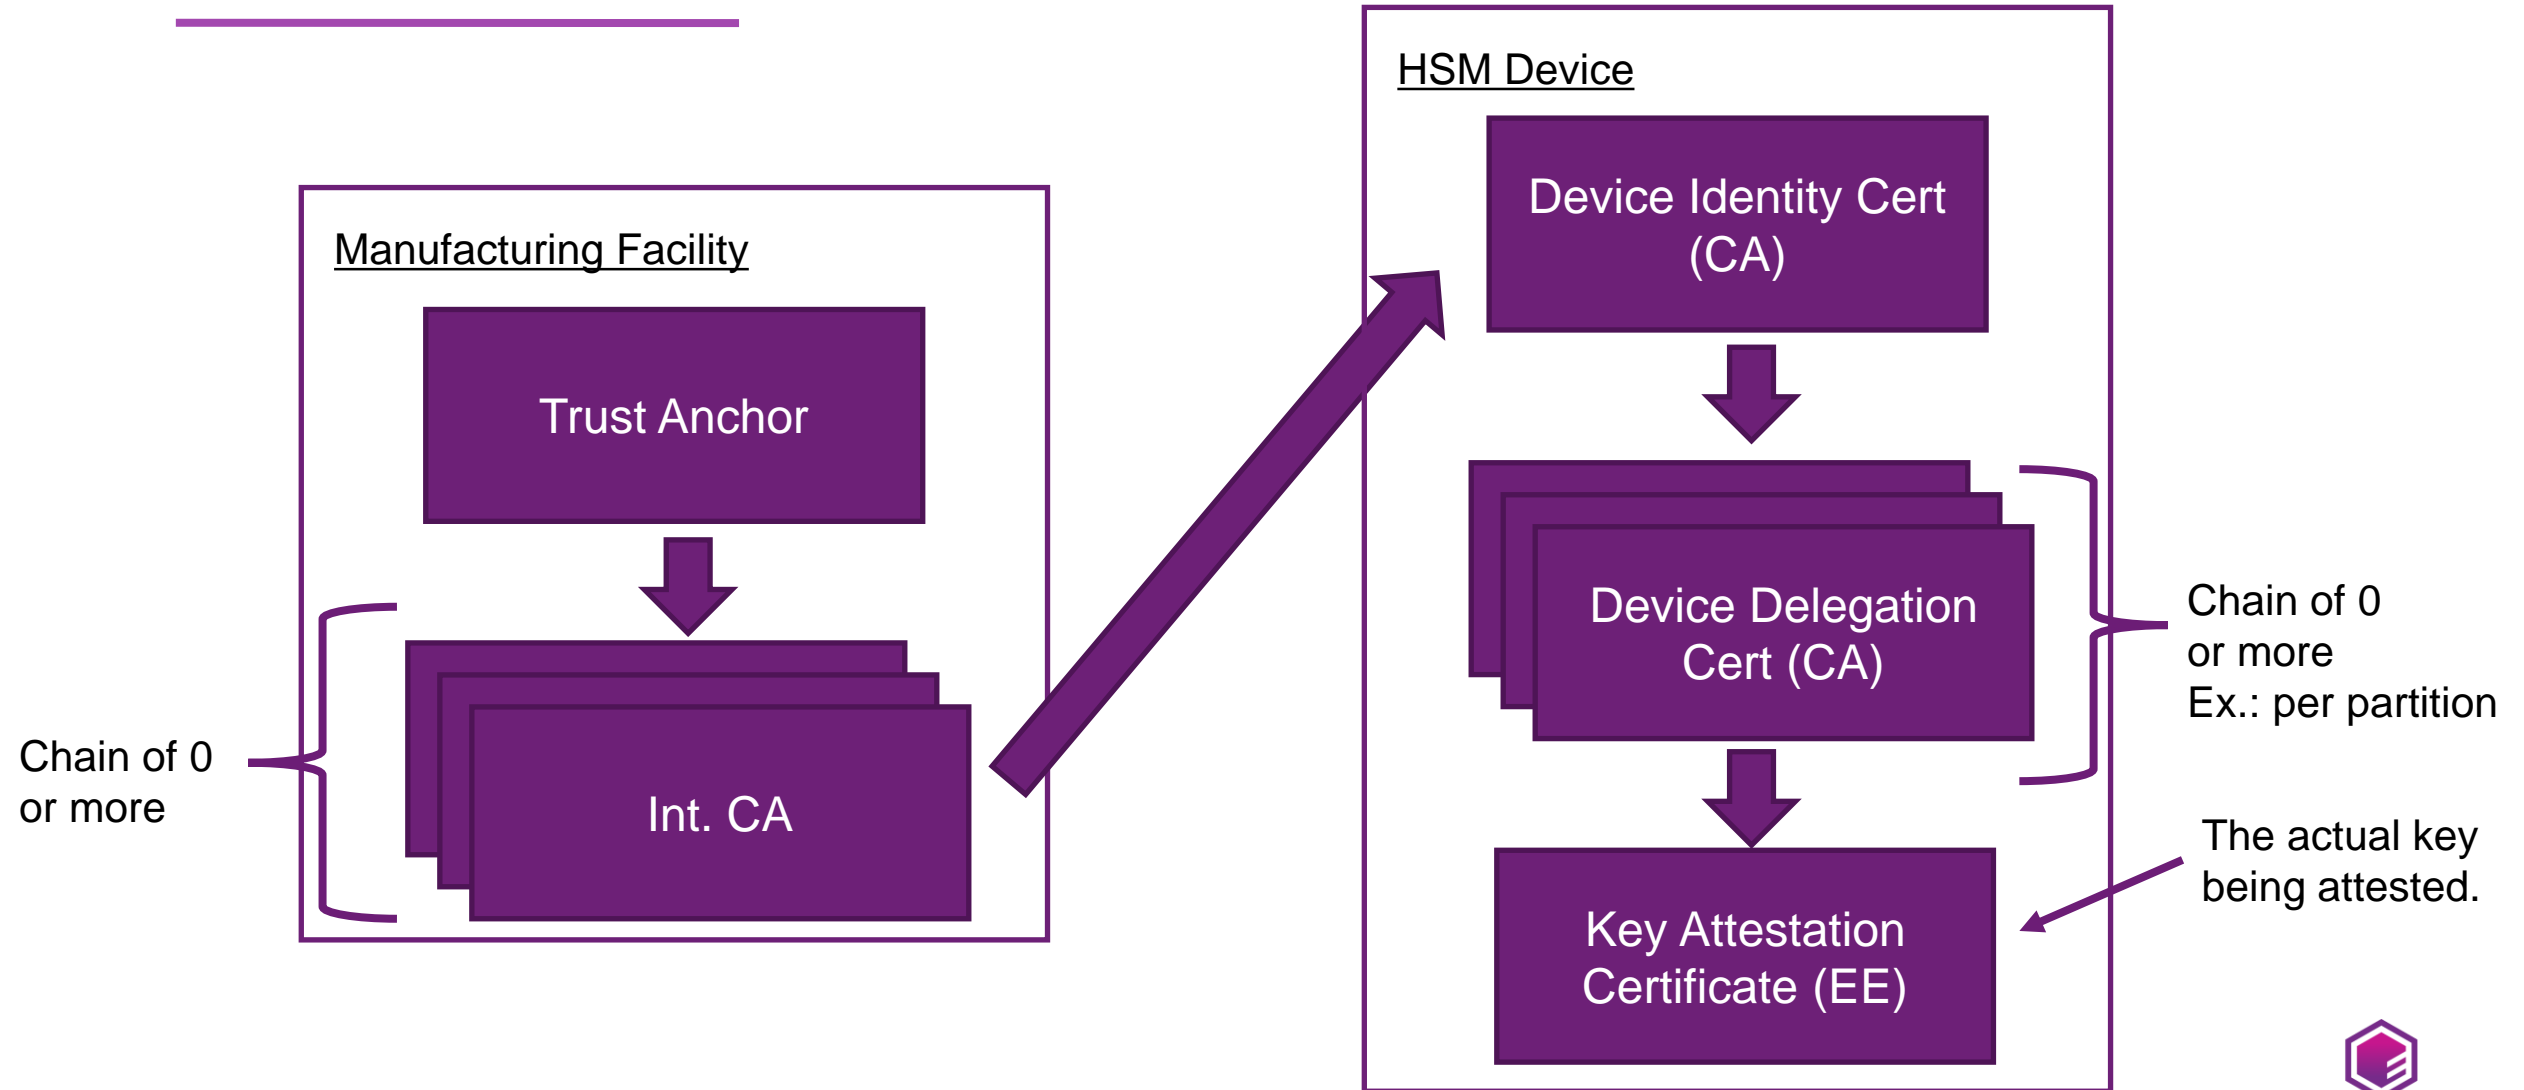 Manufacturing Facility
Trust Anchor
Int. CA
Chain of 0
or more
HSM Device
Device Identity Cert
(CA)
Device Delegation
Cert (CA)
Key Attestation
Certificate (EE)
Chain of 0
or more
Ex.: per partition
The actual key
being attested.